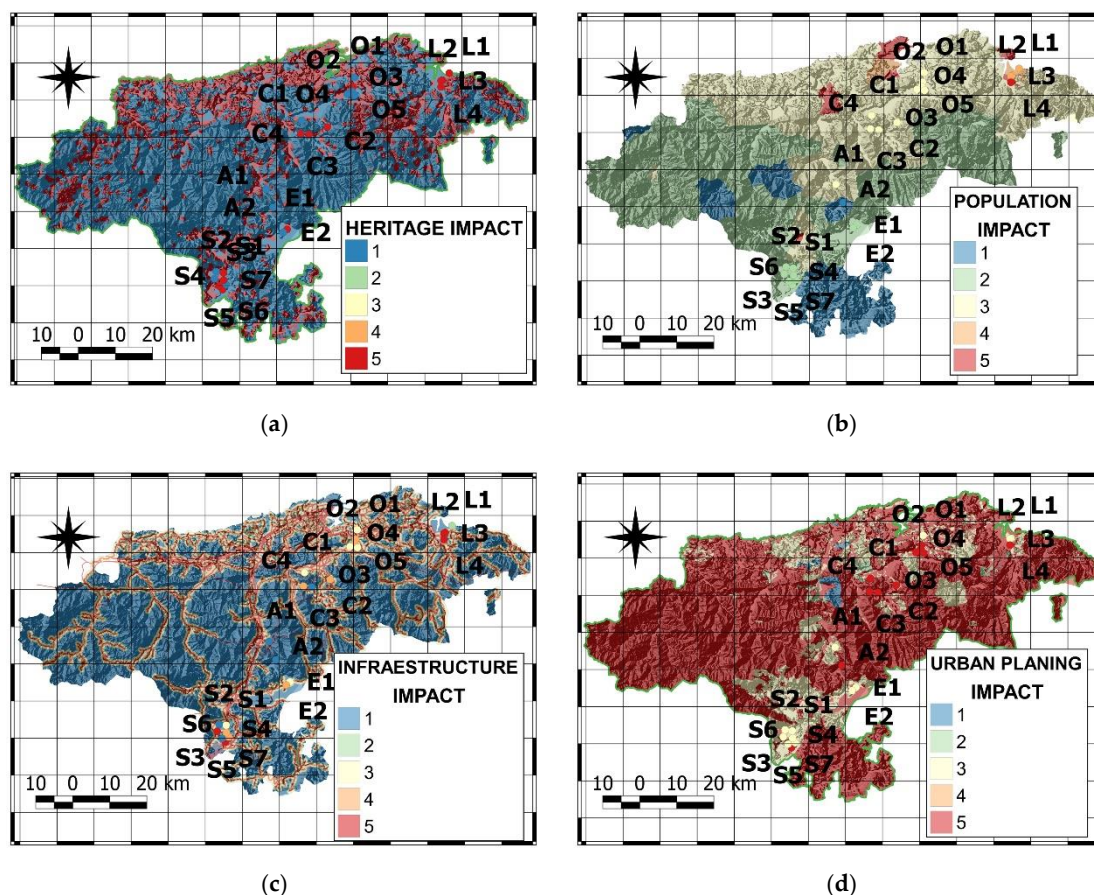 O1
L1
O2
L2
O3
L3
C1
O4
O5
L4
C4
C2
C3
A1
E1
A2
E2
S2
S1
S3
S4
S7
S5
S6
HERITAGE IMPACT
1
2
3
4
5
10 0 10 20 km
(a)
O2
O1
L2
L1
O4
L3
C1
C4
O5
L4
O3
A1
C2
C3
A2
E1
S2
S1
E2
S6
S4
S3
S7
S5
POPULATION
IMPACT
1
2
3
4
5
10 0 10 20 km
(b)
O2
O1
L2
L1
O4
L3
C1
C4
O5
L4
O3
A1
C2
C3
A2
E1
S2
S1
E2
S6
S4
S3
S7
S5
INFRAESTRUCTURE
IMPACT
1
2
3
4
5
10 0 10 20 km
(c)
O2
O1
L2
L1
O4
L3
C1
C4
O5
L4
O3
A1
C2
C3
A2
E1
S2
S1
E2
S6
S4
S3
S7
S5
URBAN PLANING
IMPACT
1
2
3
4
5
10 0 10 20 km
(d)